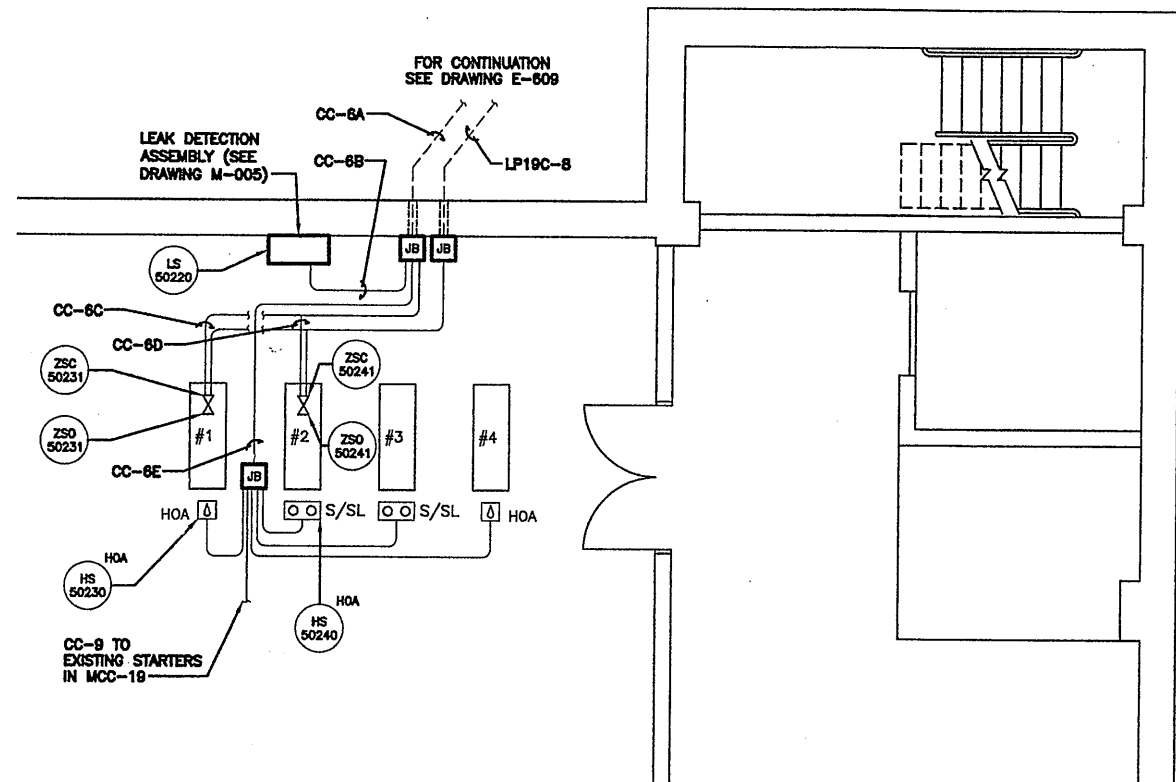 FOR CONTINUATION
SEE DRAWING E-609
CC-6A
LEAK DETECTION
ASSEMBLY (SEE
DRAWING M-005)
CC-6B
LP19C-8
JB
JB
LS
50220
CC-6C
CC-6D
ZSC
50231
ZSC
50241
ZSO
50231
ZSO
50241
#1
#2
#3
#4
CC-6E
JB
HOA
S/SL
S/SL
HOA
HOA
HS
50230
HOA
HS
50240
CC-9 TO
EXISTING STARTERS
IN MCC-19